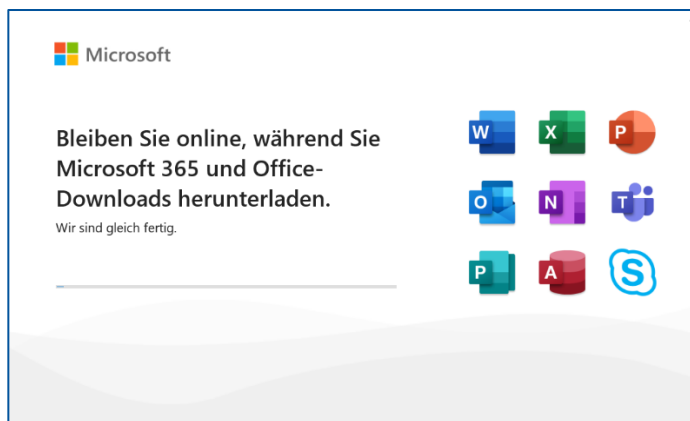 Microsoft
Bleiben Sie online, während Sie
Microsoft 365 und Office-
Downloads herunterladen.
Wir sind gleich fertig.
W X P
O N T
P A S